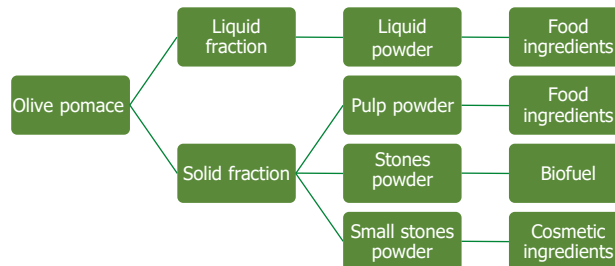 Liquid
fraction
Liquid
powder
Food
ingredients
Olive pomace
Pulp powder
Food
ingredients
Solid fraction
Stones
powder
Biofuel
Small stones
powder
Cosmetic
ingredients